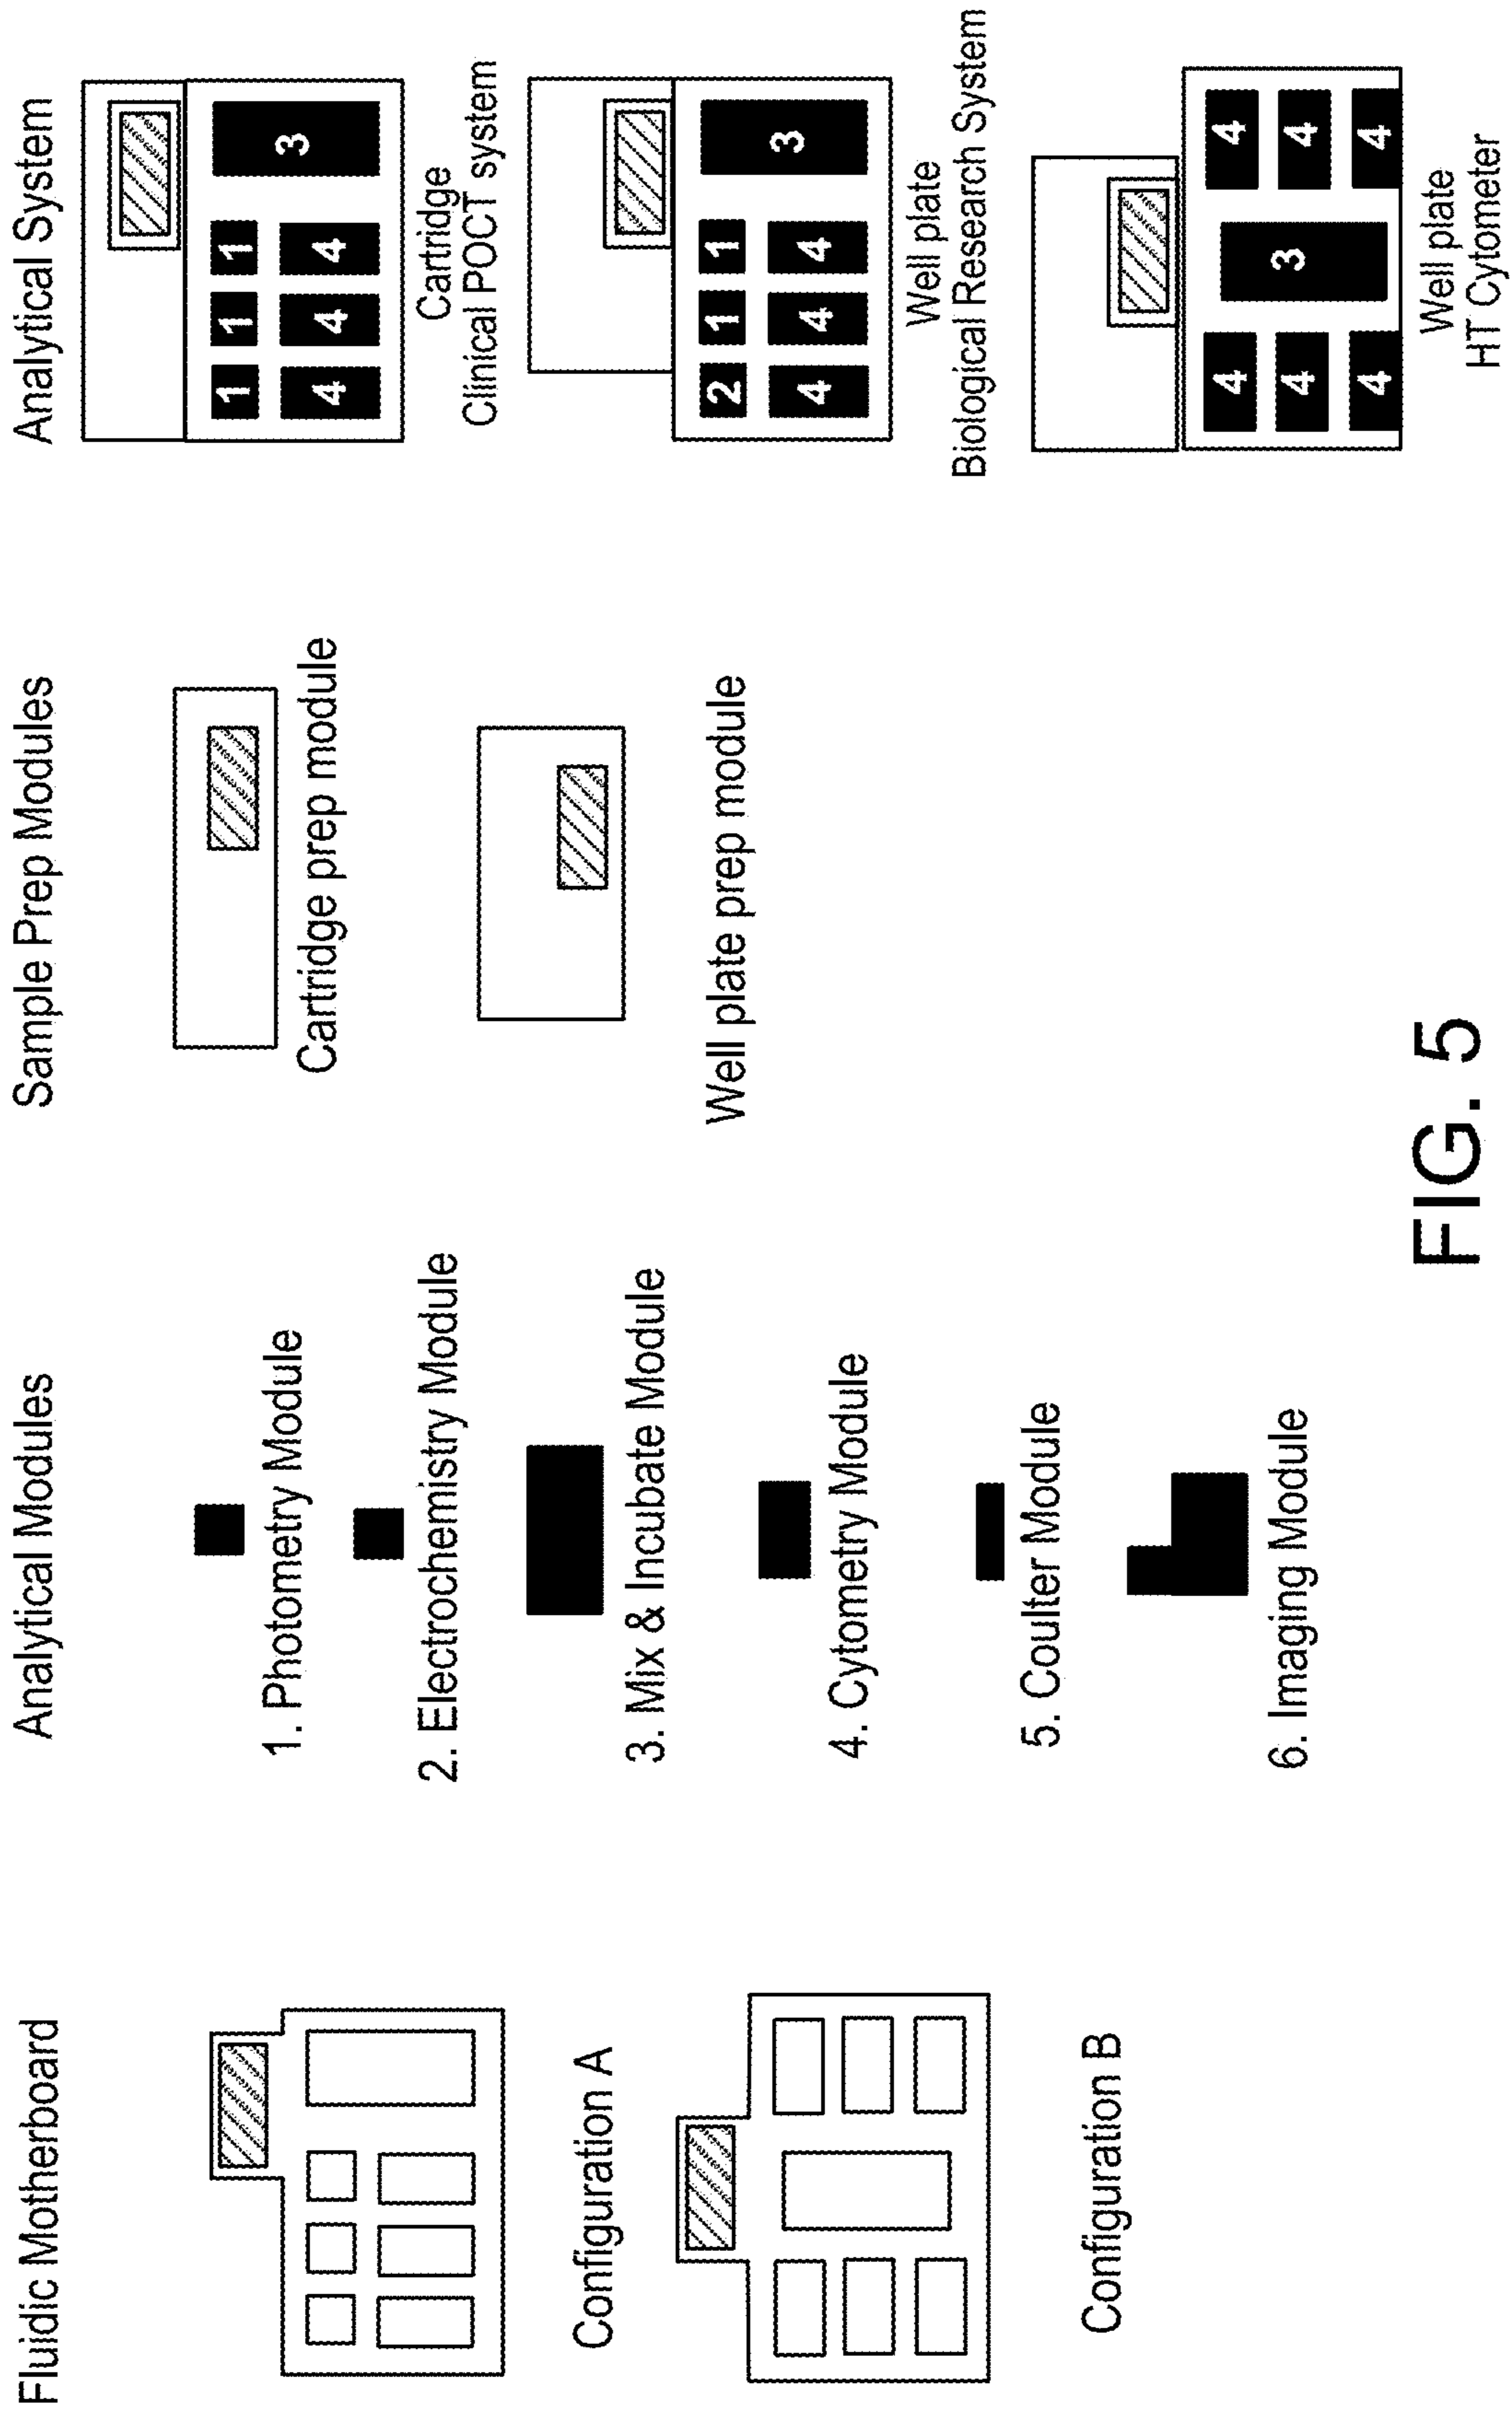 Fluidic Motherboard
Configuration A
Configuration B
Analytical Modules
1. Photometry Module
2. Electrochemistry Module
3. Mix & Incubate Module
4. Cytometry Module
5. Coulter Module
6. Imaging Module
Sample Prep Modules
Cartridge prep module
Well plate prep module
Analytical System
1 1 1 3
4 4 4
Cartridge
Clinical POCT system
2 1 1 3
4 4 4
Well plate
Biological Research System
4 4
4 3 4
4 4
Well plate
HT Cytometer
FIG. 5